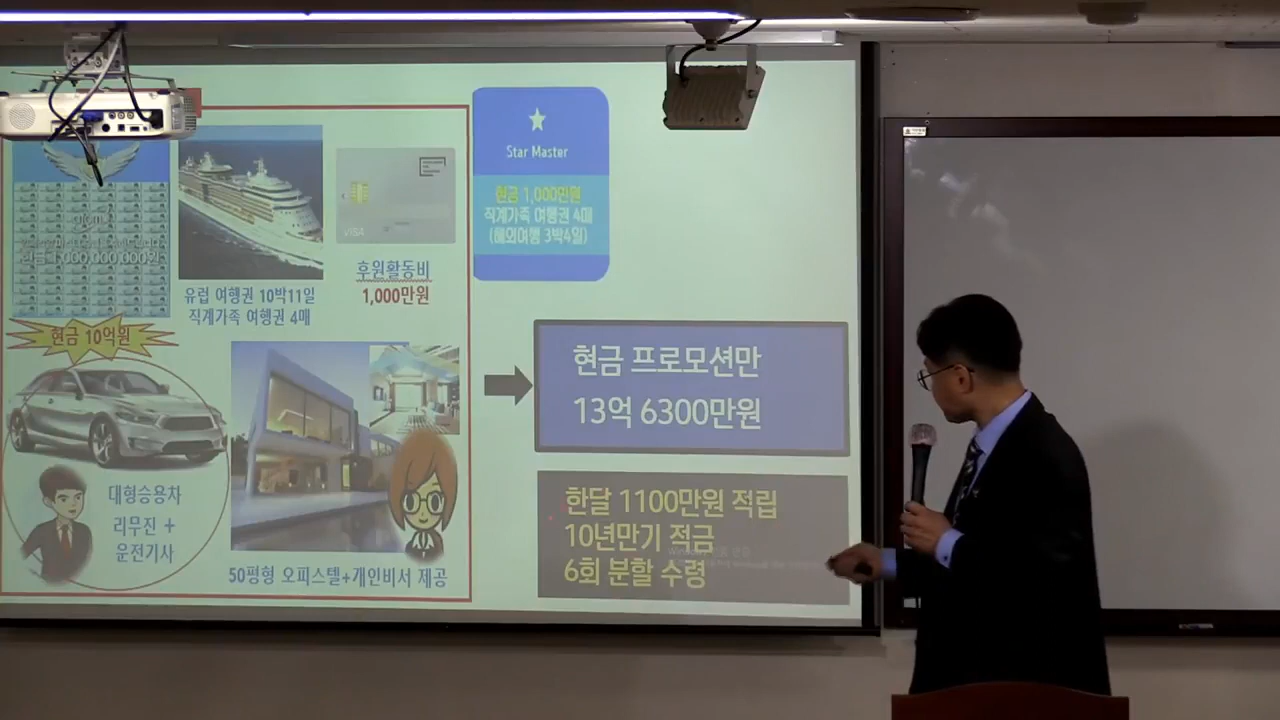 현금 10억원
유럽 여행권 10박11일
직계가족 여행권 4매
VISA
후원활동비
1,000만원
대형승용차
리무진 +
운전기사
50평형 오피스텔+개인비서 제공
Star Master
현금 1,000만원
직계가족 여행권 4매
(해외여행 3박4일)
현금 프로모션만
13억 6300만원
한달 1100만원 적립
10년만기 적금
6회 분할 수령